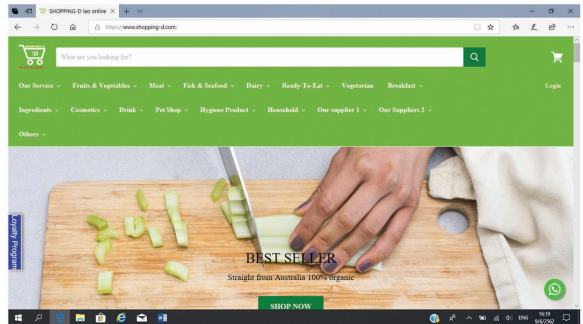 SHOPPING-D lao online
https://www.shopping-d.com/
What are you looking for?
Our Service Fruits & Vegetables Meat Fish & Seafood Dairy Ready-To-Eat Vegetarian Breakfast Login
Ingredients Cosmetics Drink Pet Shop Hygiene Product Household Our supplier 1 Our Suppliers 2
Others
Loyalty Program
BEST SELLER
Straight from Australia 100% organic
SHOP NOW
ENG
16:19
9/6/2562